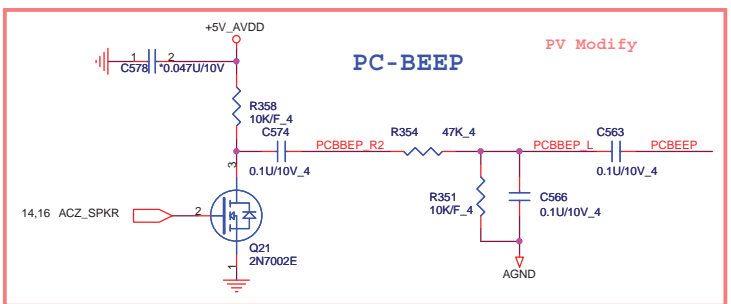 +5V_AVDD
PV Modify
1
2
C578
*0.047U/10V
PC-BEEP
R358
10K/F_4
C574
0.1U/10V_4
PCBBEP_R2
R354
47K_4
PCBBEP_L
C563
0.1U/10V_4
PCBEEP
3
R351
10K/F_4
C566
0.1U/10V_4
14,16 ACZ_SPKR
2
Q21
2N7002E
1
AGND